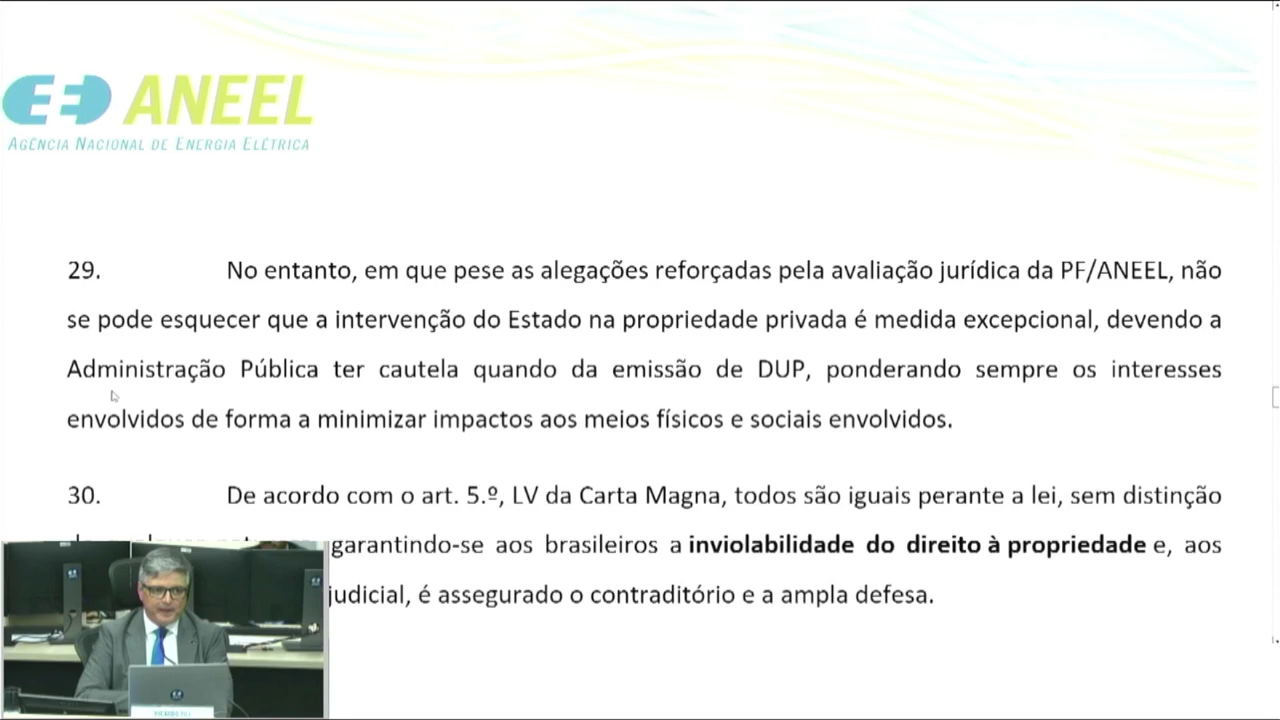 ANEEL
AGÊNCIA NACIONAL DE ENERGIA ELÉTRICA
29. No entanto, em que pese as alegações reforçadas pela avaliação jurídica da PF/ANEEL, não
se pode esquecer que a intervenção do Estado na propriedade privada é medida excepcional, devendo a
Administração Pública ter cautela quando da emissão de DUP, ponderando sempre os interesses
envolvidos de forma a minimizar impactos aos meios físicos e sociais envolvidos.
30. De acordo com o art. 5.º, LV da Carta Magna, todos são iguais perante a lei, sem distinção
garantindo-se aos brasileiros a inviolabilidade do direito à propriedade e, aos
judicial, é assegurado o contraditório e a ampla defesa.